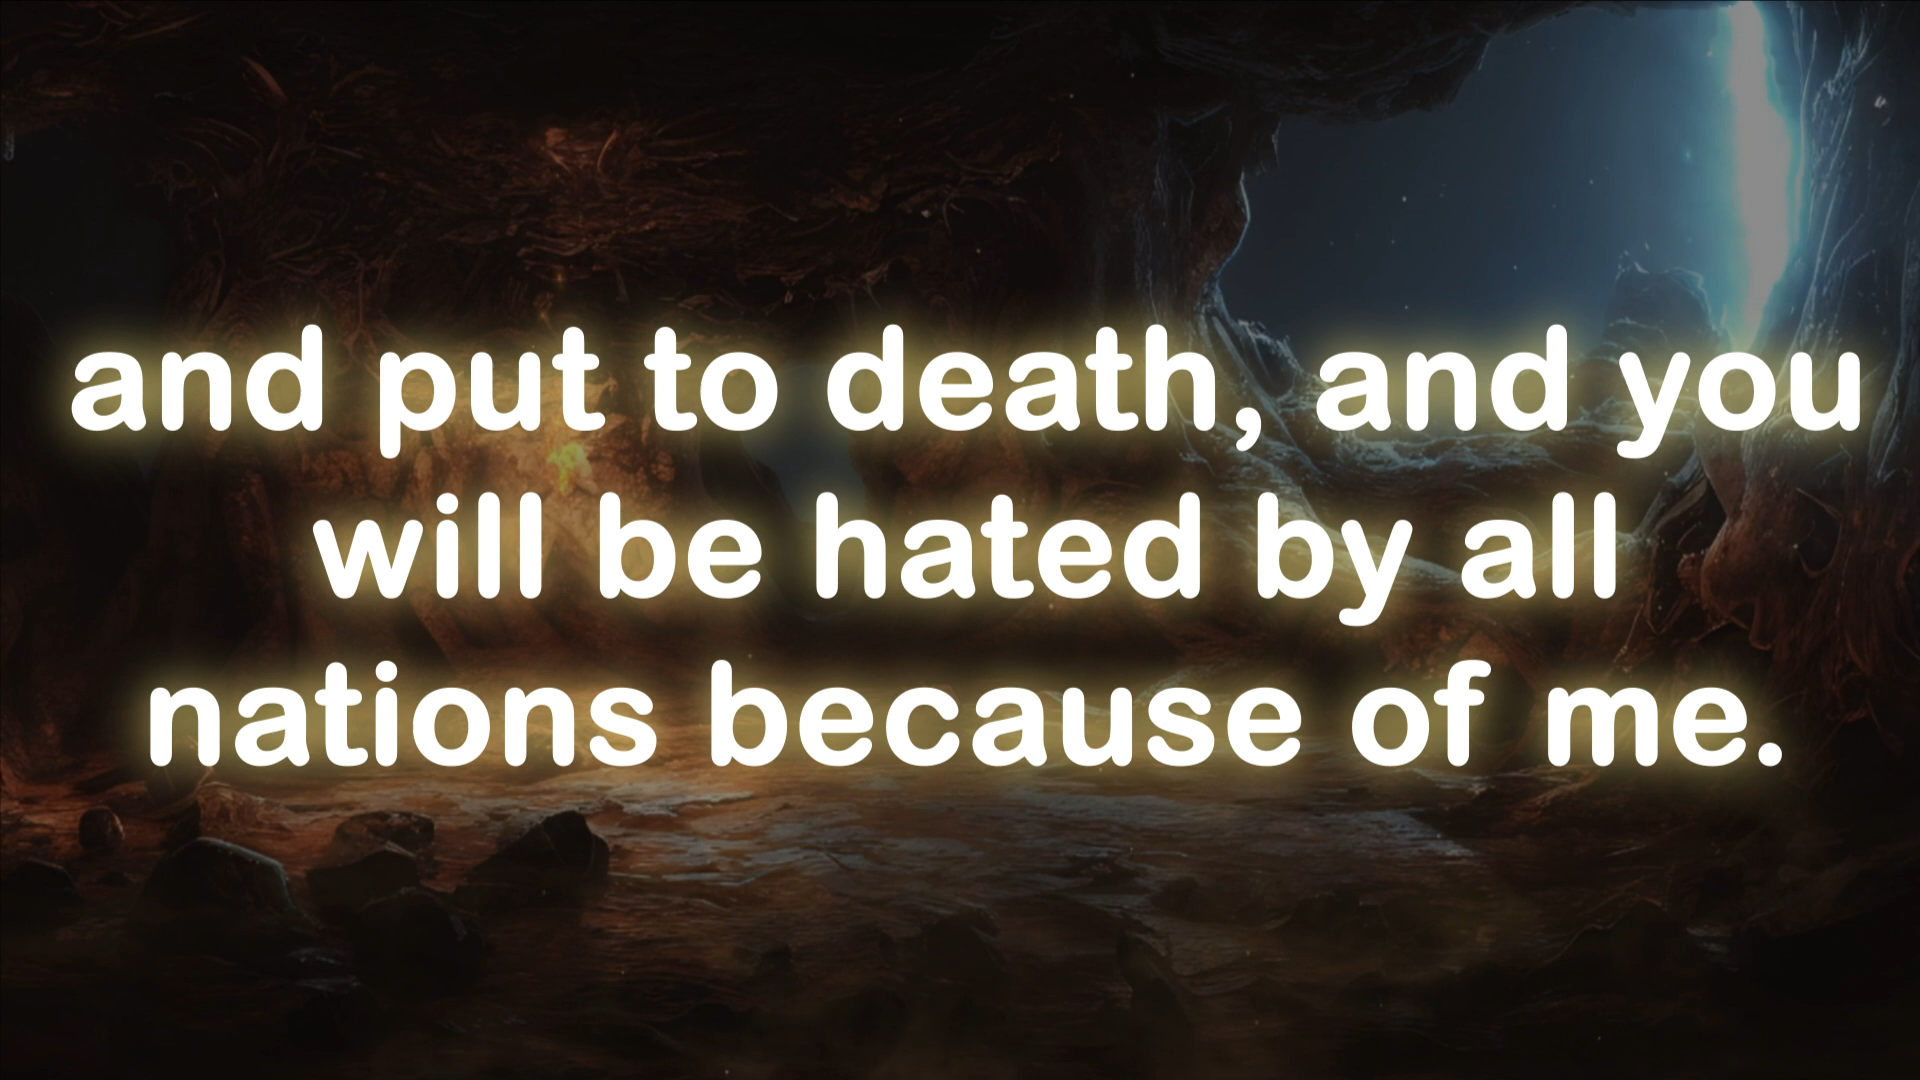 and put to death, and you
will be hated by all
nations because of me.